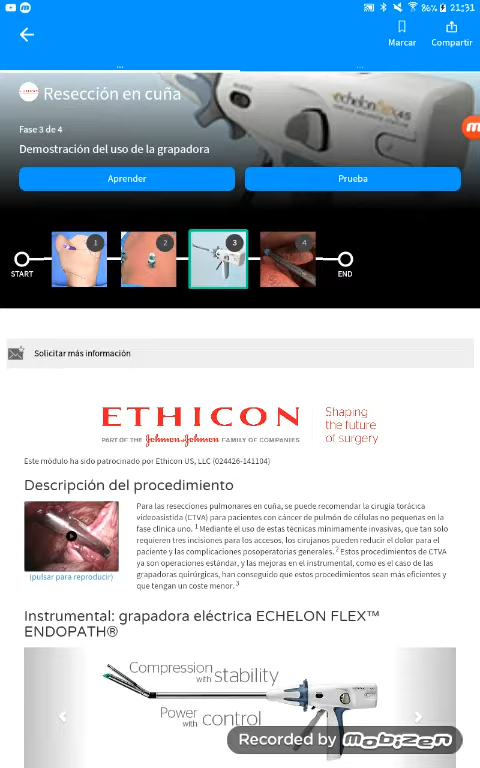 86% 21:31
Marcar Compartir
...
...
ETHICON Resección en cuña
echelon flex 45
Fase 3 de 4
Demostración del uso de la grapadora
Aprender Prueba
1 2 3 4
START END
Solicitar más información
ETHICON
PART OF THE Johnson & Johnson FAMILY OF COMPANIES
Shaping
the future
of surgery
Este módulo ha sido patrocinado por Ethicon US, LLC (024426-141104)
Descripción del procedimiento
(pulsar para reproducir)
Para las resecciones pulmonares en cuña, se puede recomendar la cirugía torácica
videoasistida (CTVA) para pacientes con cáncer de pulmón de células no pequeñas en la
fase clínica uno. 1 Mediante el uso de estas técnicas mínimamente invasivas, que tan solo
requieren tres incisiones para los accesos, los cirujanos pueden reducir el dolor para el
paciente y las complicaciones posoperatorias generales. 2 Estos procedimientos de CTVA
ya son operaciones estándar, y las mejoras en el instrumental, como es el caso de las
grapadoras quirúrgicas, han conseguido que estos procedimientos sean más eficientes y
que tengan un coste menor. 3
Instrumental: grapadora eléctrica ECHELON FLEX™
ENDOPATH®
Compression
with stability
Power
with control
Recorded by Mobizen